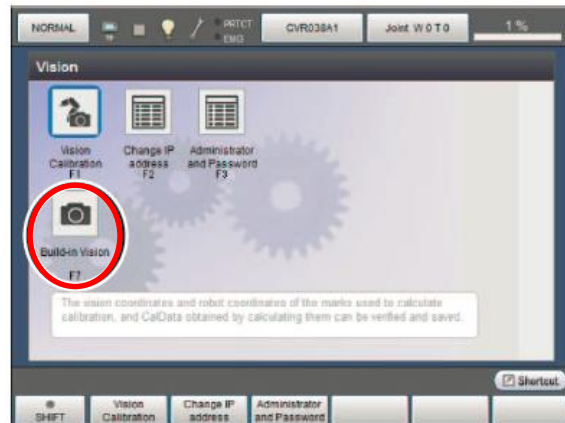 NORMAL
TP
PRTCT
EMG
CVR038A1
Joint W 0 T 0
1 %
Vision
Vision
Calibration
F1
Change IP
address
F2
Administrator
and Password
F3
Build-in Vision
F7
The vision coordinates and robot coordinates of the marks used to calculate
calibration, and CalData obtained by calculating them can be verified and saved.
Shortcut
SHIFT
Vision
Calibration
Change IP
address
Administrator
and Password